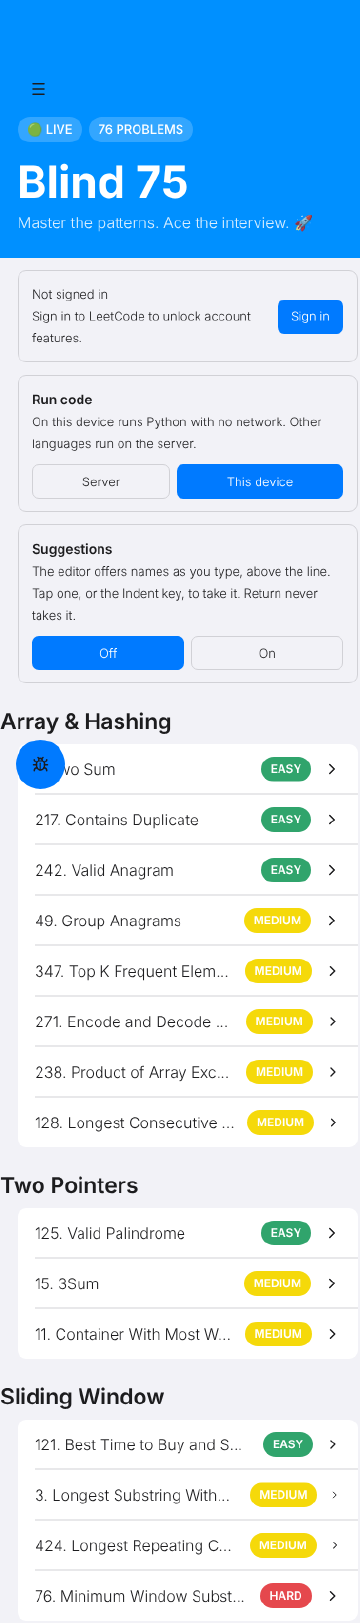 🟢 LIVE
76 PROBLEMS
Blind 75
Master the patterns. Ace the interview. 🚀
Not signed in
Sign in to LeetCode to unlock account
features.
Sign in
Run code
On this device runs Python with no network. Other
languages run on the server.
Server
This device
Suggestions
The editor offers names as you type, above the line.
Tap one, or the Indent key, to take it. Return never
takes it.
Off
On
Array & Hashing
Sum
EASY
217. Contains Duplicate
EASY
242. Valid Anagram
EASY
49. Group Anagrams
MEDIUM
347. Top K Frequent Elem...
MEDIUM
271. Encode and Decode ...
MEDIUM
238. Product of Array Exc...
MEDIUM
128. Longest Consecutive ...
MEDIUM
Two Pointers
125. Valid Palindrome
EASY
15. 3Sum
MEDIUM
11. Container With Most W...
MEDIUM
Sliding Window
121. Best Time to Buy and S...
EASY
3. Longest Substring With...
MEDIUM
424. Longest Repeating C...
MEDIUM
76. Minimum Window Subst...
HARD